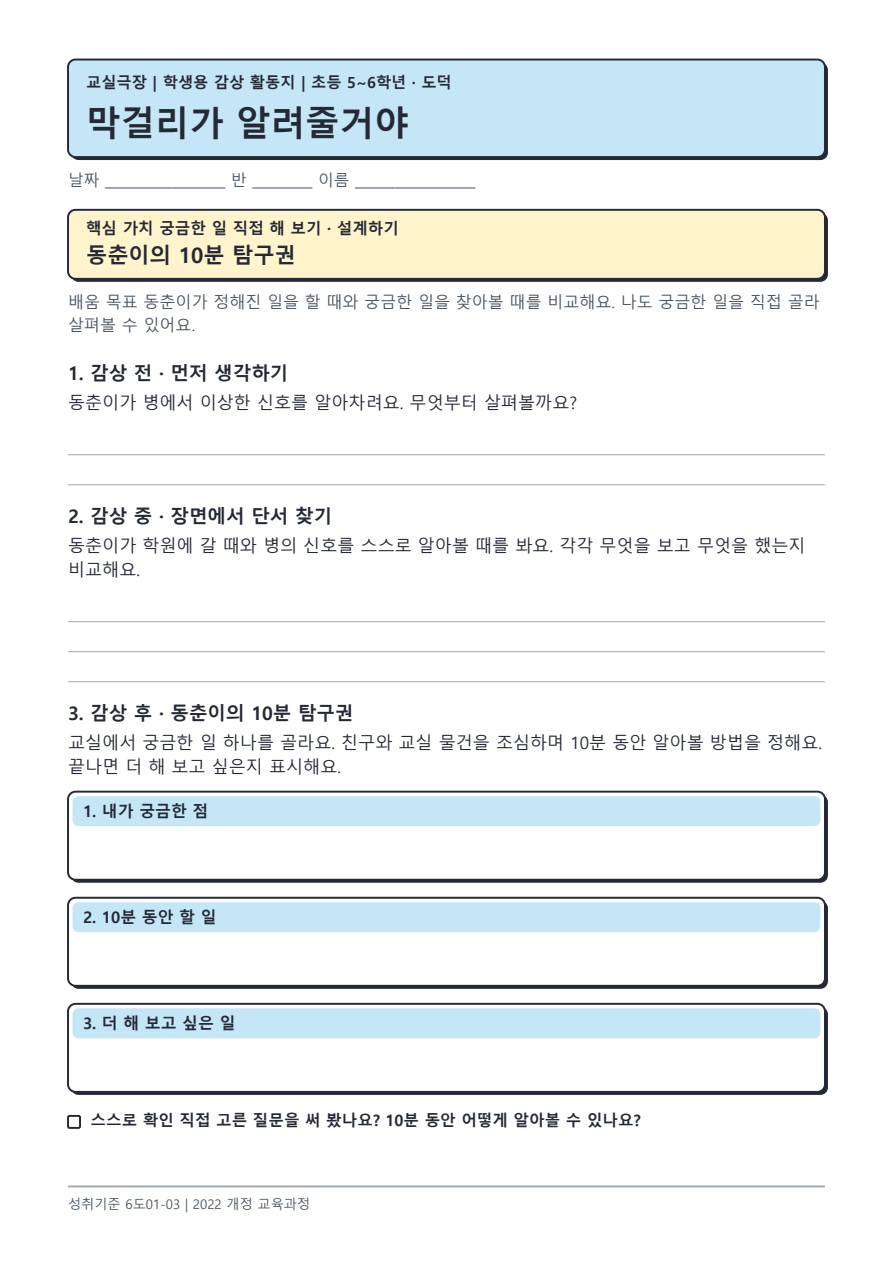 교실극장 | 학생용 감상 활동지 | 초등 5~6학년 · 도덕
막걸리가 알려줄거야
날짜 _______________ 반 ________ 이름 _______________
핵심 가치 궁금한 일 직접 해 보기 · 설계하기
동춘이의 10분 탐구권
배움 목표 동춘이가 정해진 일을 할 때와 궁금한 일을 찾아볼 때를 비교해요. 나도 궁금한 일을 직접 골라
살펴볼 수 있어요.
1. 감상 전 · 먼저 생각하기
동춘이가 병에서 이상한 신호를 알아차려요. 무엇부터 살펴볼까요?
2. 감상 중 · 장면에서 단서 찾기
동춘이가 학원에 갈 때와 병의 신호를 스스로 알아볼 때를 봐요. 각각 무엇을 보고 무엇을 했는지
비교해요.
3. 감상 후 · 동춘이의 10분 탐구권
교실에서 궁금한 일 하나를 골라요. 친구와 교실 물건을 조심하며 10분 동안 알아볼 방법을 정해요.
끝나면 더 해 보고 싶은지 표시해요.
1. 내가 궁금한 점
2. 10분 동안 할 일
3. 더 해 보고 싶은 일
스스로 확인 직접 고른 질문을 써 봤나요? 10분 동안 어떻게 알아볼 수 있나요?
성취기준 6도01-03 | 2022 개정 교육과정